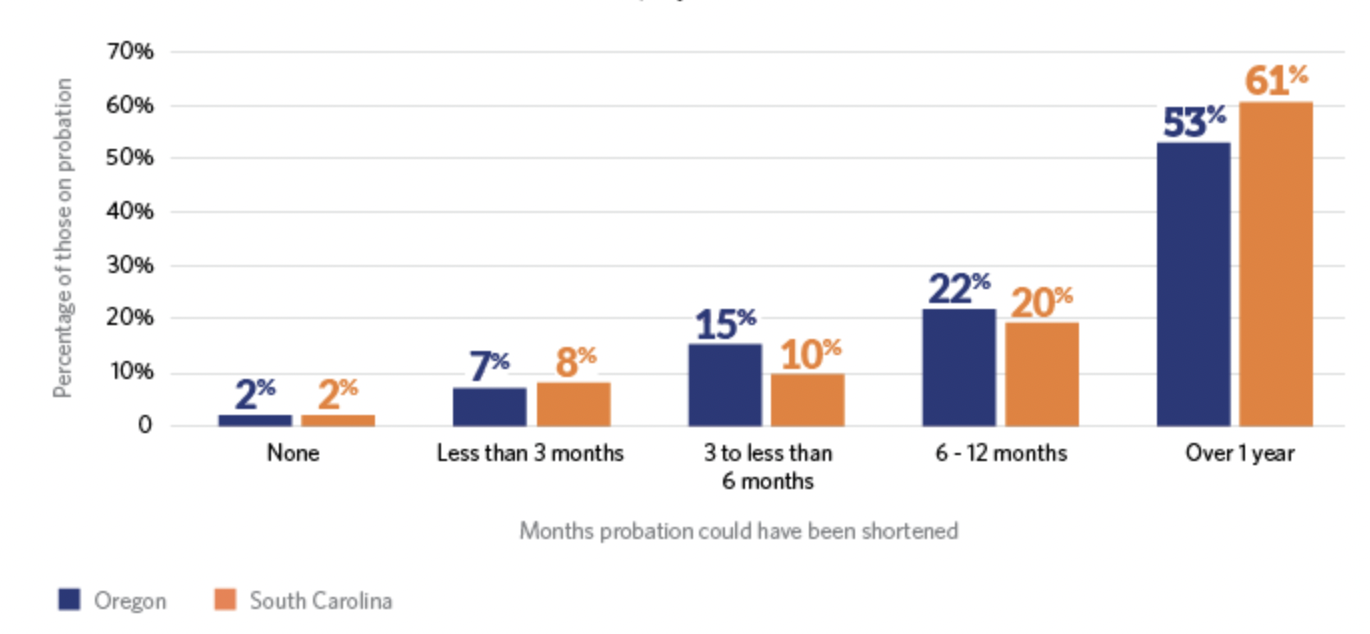 70%
60%
50%
40%
30%
20%
10%
0
Percentage of those on probation
2% 2%
7% 8%
15% 10%
22% 20%
53% 61%
None
Less than 3 months
3 to less than
6 months
6 - 12 months
Over 1 year
Months probation could have been shortened
Oregon
South Carolina